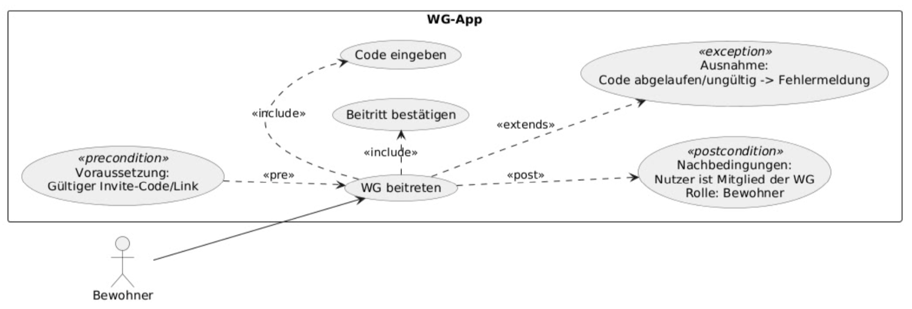 WG-App
Code eingeben
«exception»
Ausnahme:
Code abgelaufen/ungültig -> Fehlermeldung
«include»
Beitritt bestätigen
«extends»
«include»
«precondition»
Voraussetzung:
Gültiger Invite-Code/Link
«pre»
WG beitreten
«post»
«postcondition»
Nachbedingungen:
Nutzer ist Mitglied der WG
Rolle: Bewohner
Bewohner